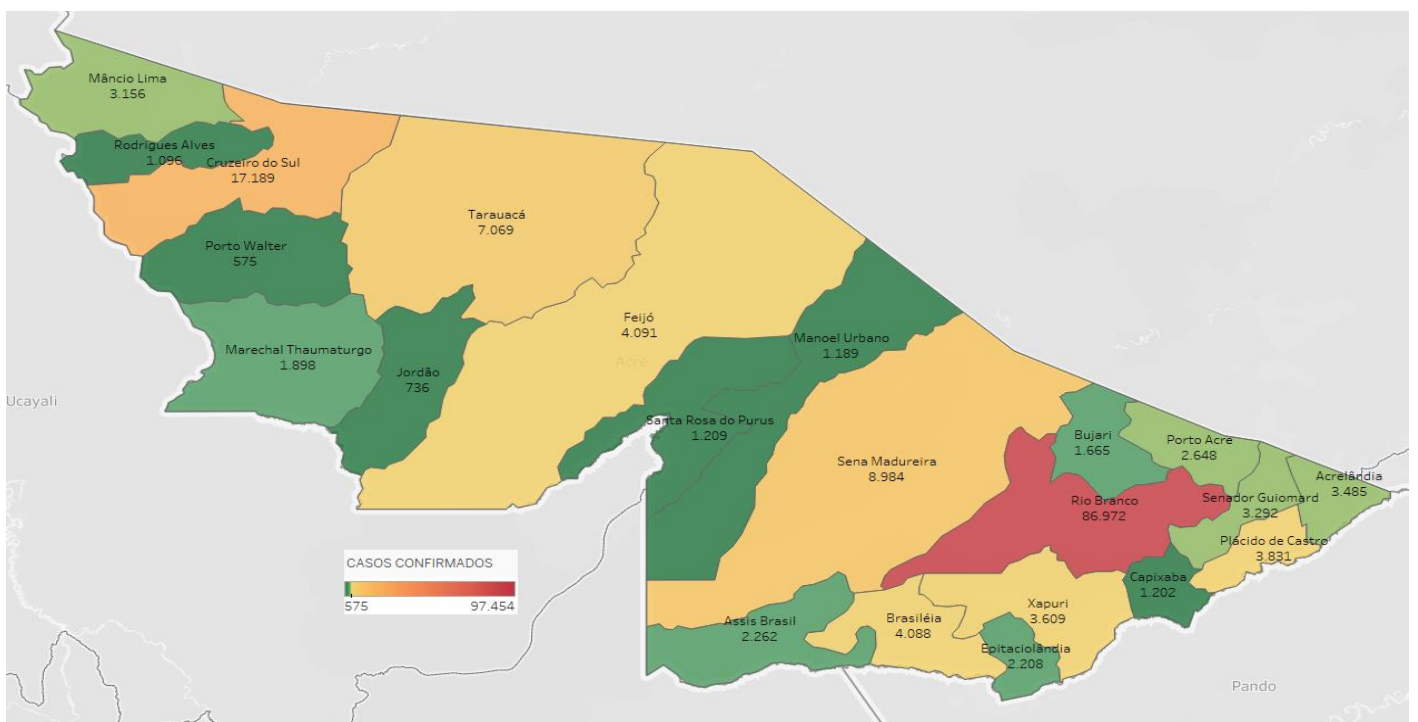 Mâncio Lima
3.156
Rodrigues Alves
1.096
Cruzeiro do Sul
17.189
Tarauacá
7.069
Porto Walter
575
Feijó
4.091
Acre
Manoel Urbano
1.189
Marechal Thaumaturgo
1.898
Jordão
736
Ucayali
Santa Rosa do Purus
1.209
Sena Madureira
8.984
Bujari
1.665
Porto Acre
2.648
Acrelândia
3.485
Rio Branco
86.972
Senador Guiomard
3.292
Plácido de Castro
3.831
CASOS CONFIRMADOS
575
97.454
Capixaba
1.202
Assis Brasil
2.262
Brasiléia
4.088
Xapuri
3.609
Epitaciolândia
2.208
Pando